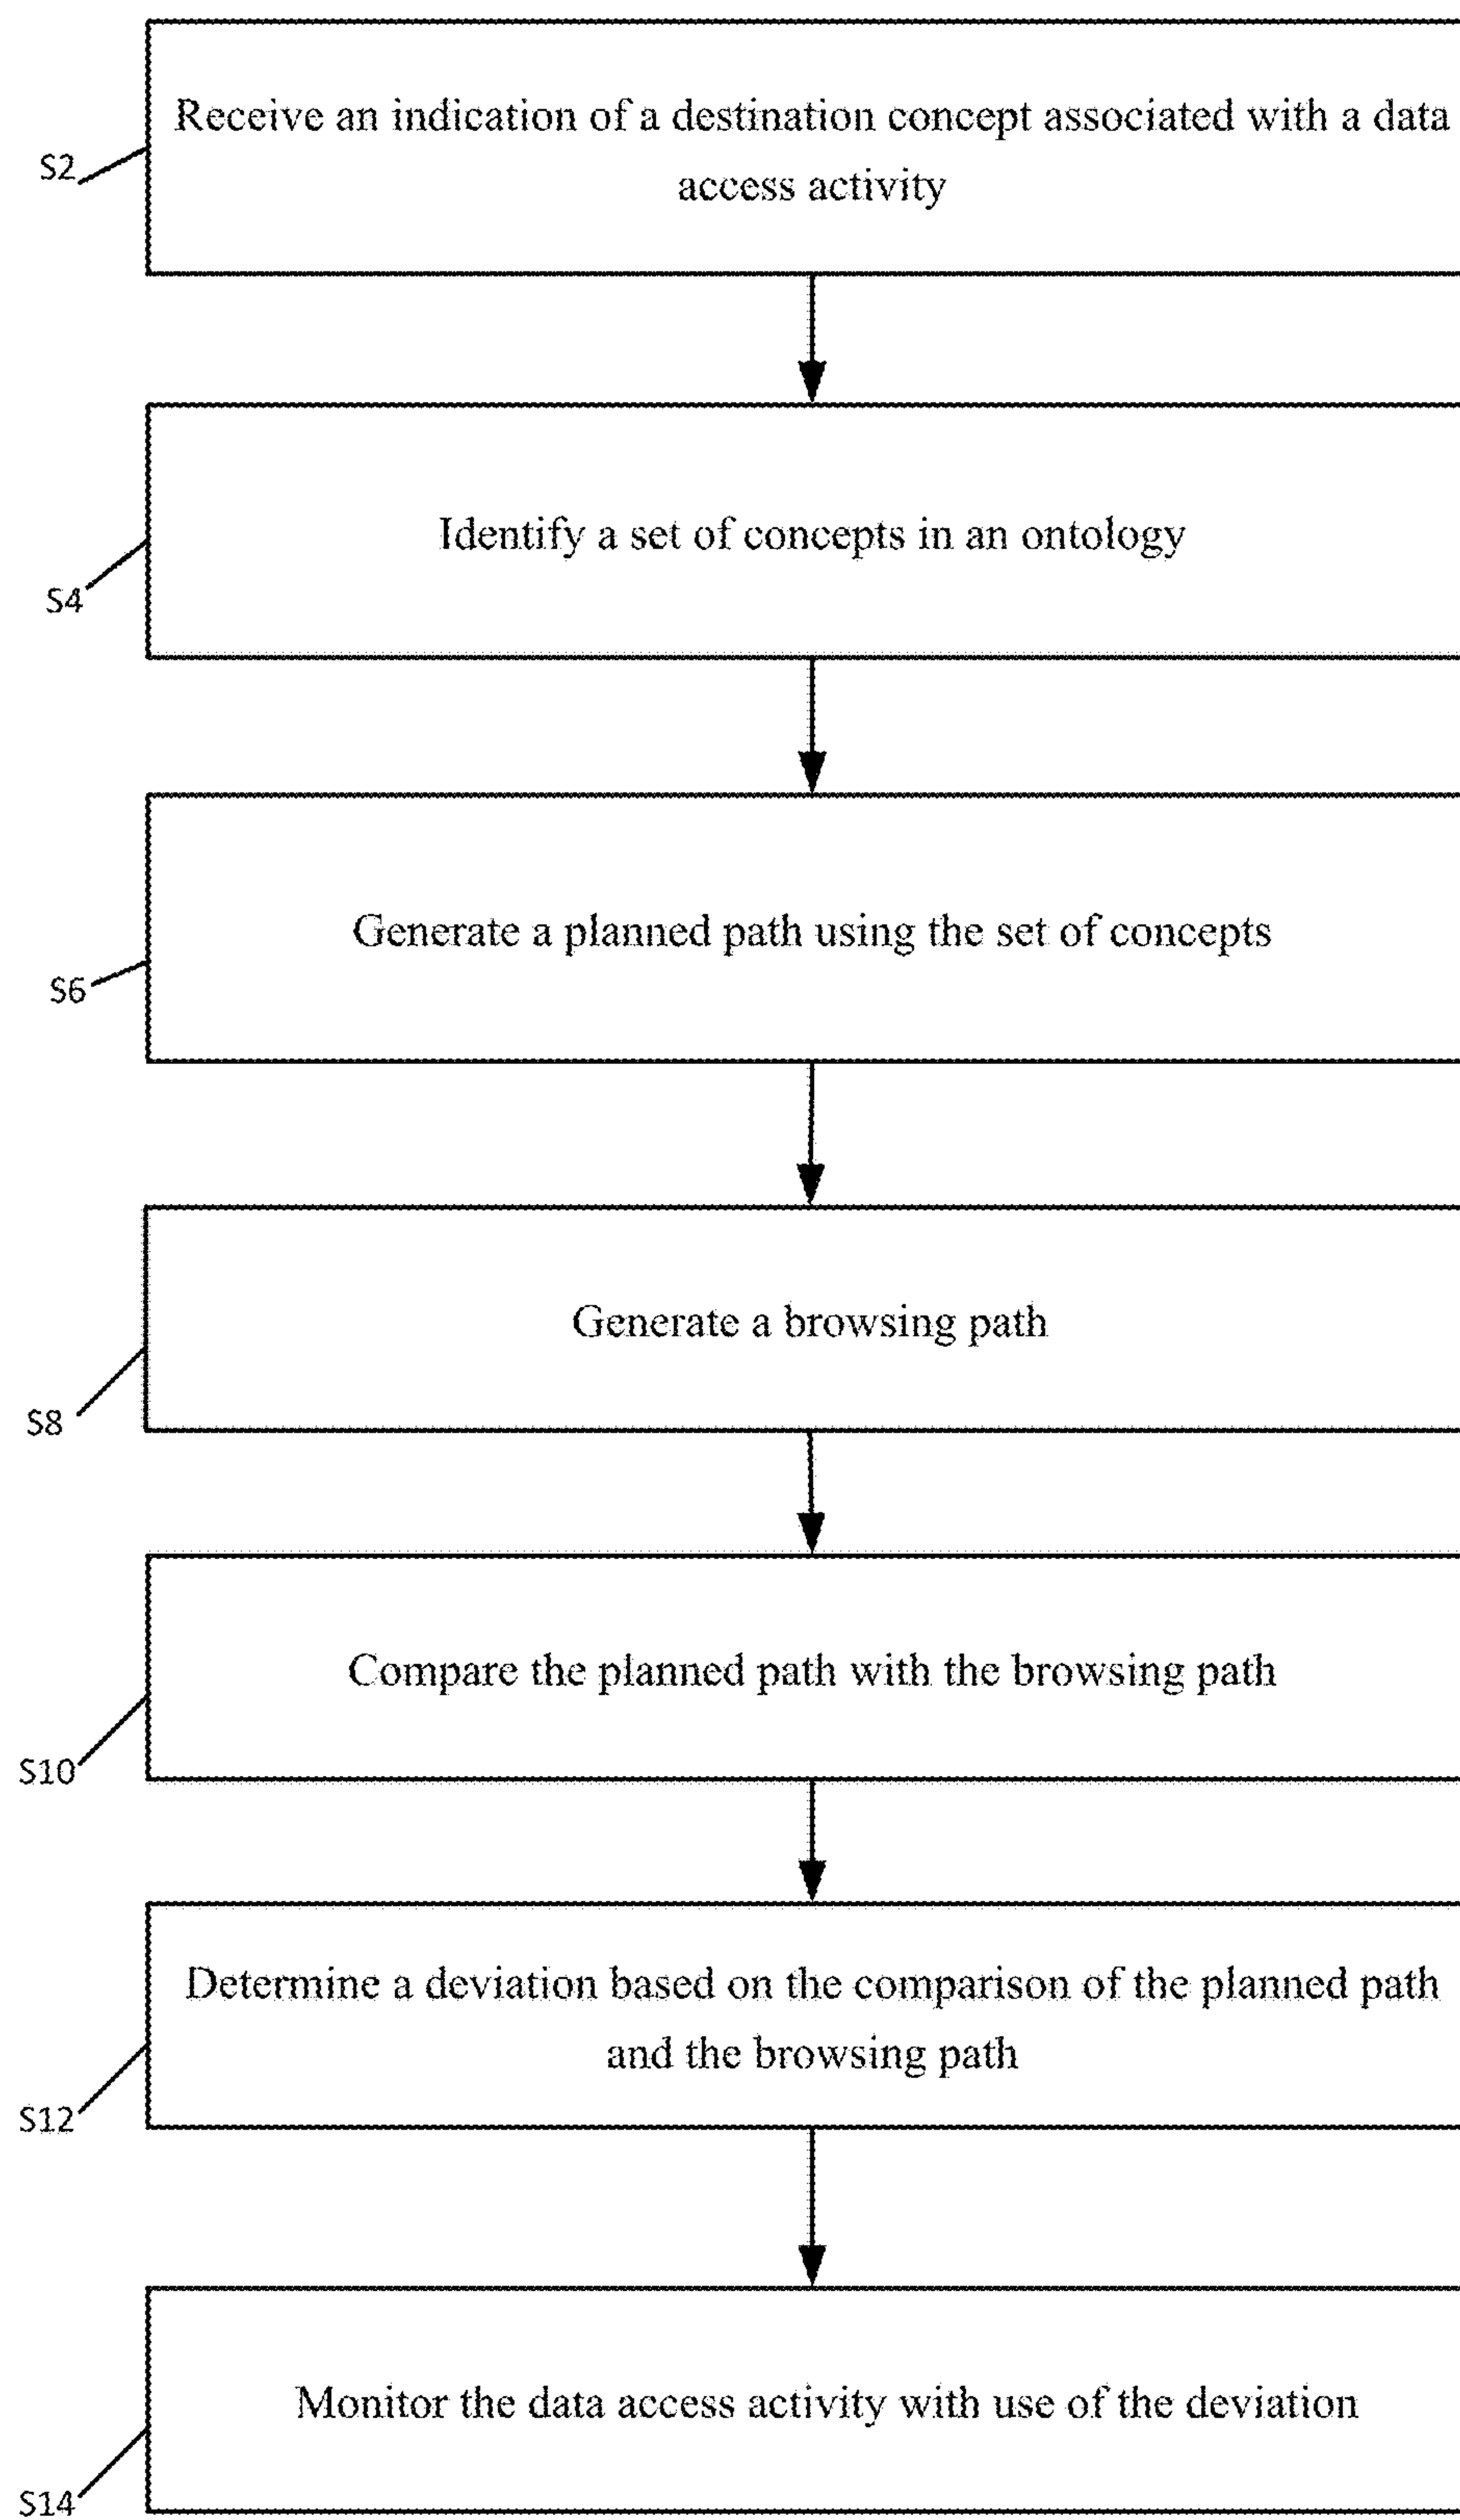 Receive an indication of a destination concept associated with a data
access activity
S2
Identify a set of concepts in an ontology
S4
Generate a planned path using the set of concepts
S6
Generate a browsing path
S8
Compare the planned path with the browsing path
S10
Determine a deviation based on the comparison of the planned path
and the browsing path
S12
Monitor the data access activity with use of the deviation
S14